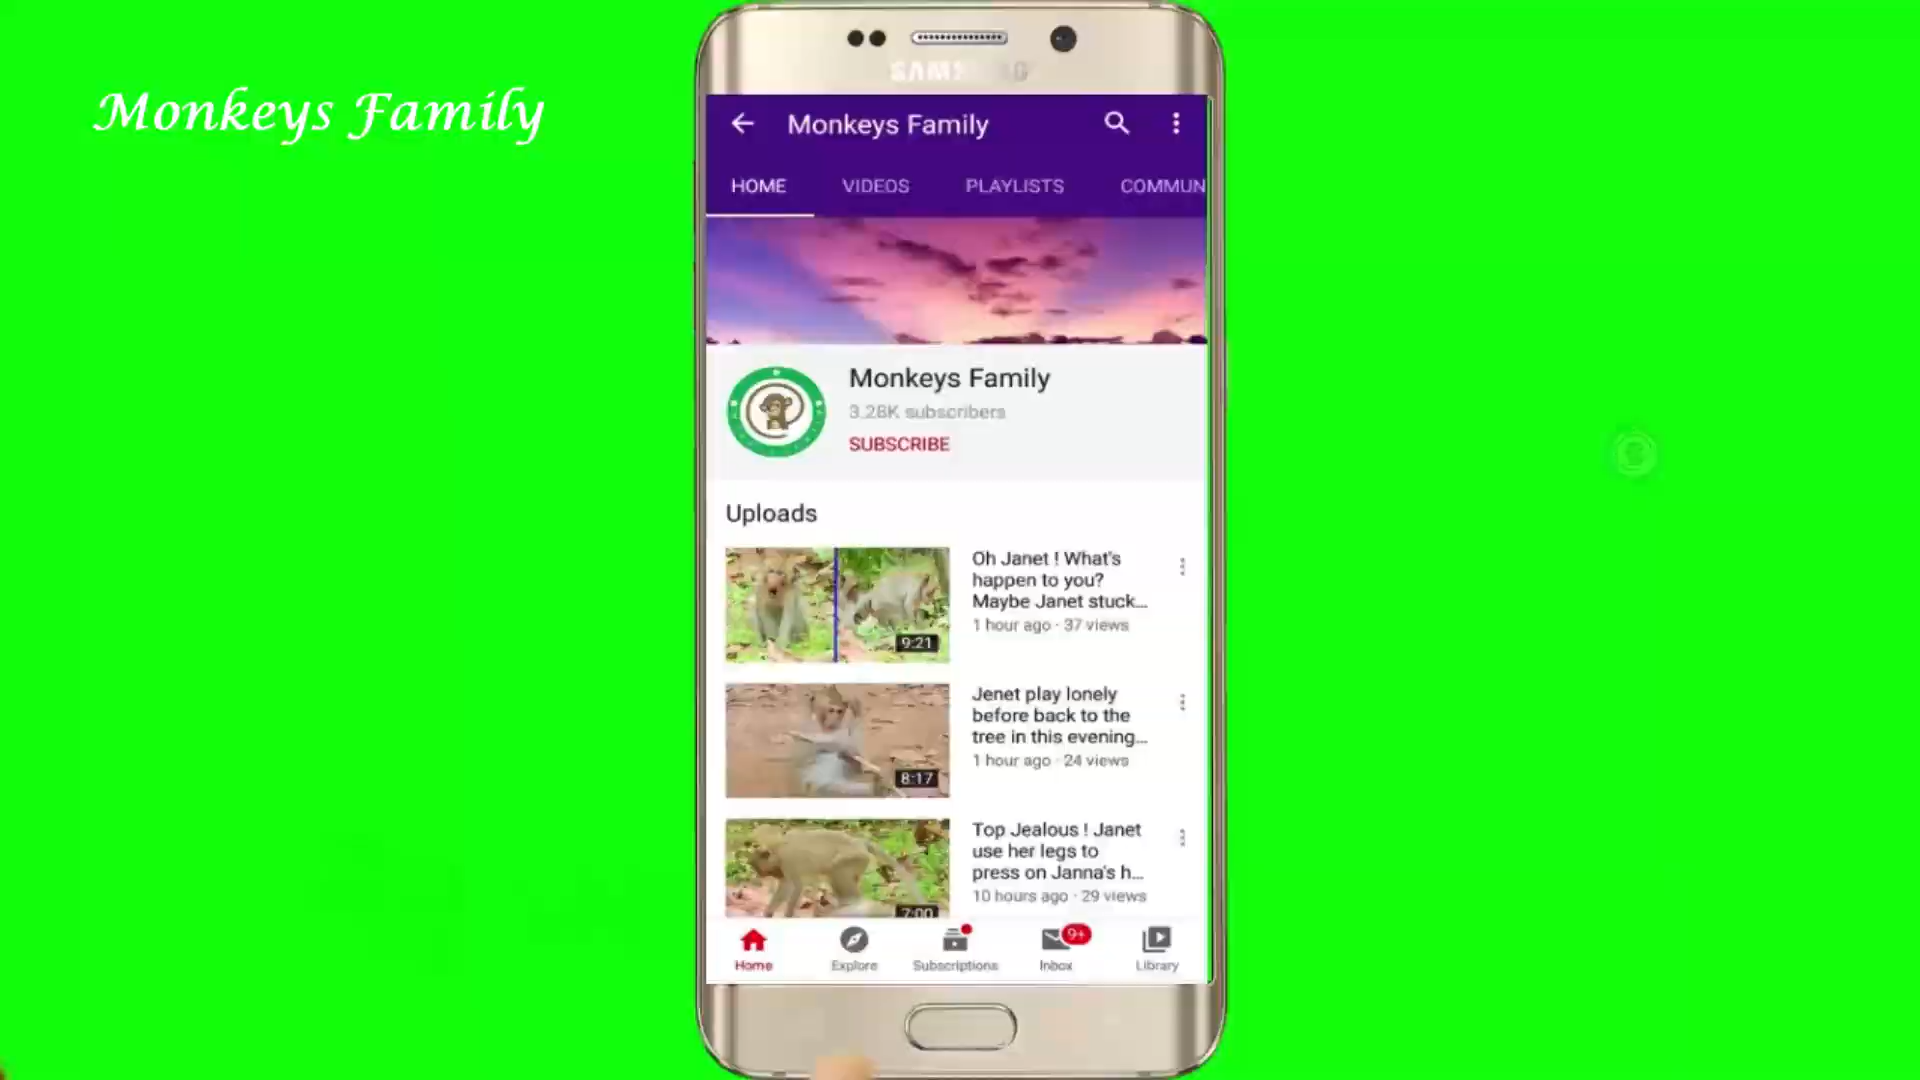 Monkeys Family
SAMSUNG
Monkeys Family
HOME VIDEOS PLAYLISTS COMMUN
Monkeys Family
3.28K subscribers
SUBSCRIBE
Uploads
Oh Janet ! What's
happen to you?
Maybe Janet stuck...
1 hour ago · 37 views
9:21
Jenet play lonely
before back to the
tree in this evening...
1 hour ago · 24 views
8:17
Top Jealous ! Janet
use her legs to
press on Janna's h...
10 hours ago · 29 views
7:00
9+
Home Explore Subscriptions Inbox Library